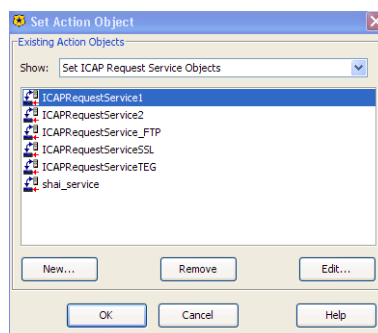 Set Action Object
Existing Action Objects
Show: Set ICAP Request Service Objects
ICAPRequestService1
ICAPRequestService2
ICAPRequestService_FTP
ICAPRequestServiceSSL
ICAPRequestServiceTEG
shai_service
New... Remove Edit...
OK Cancel Help